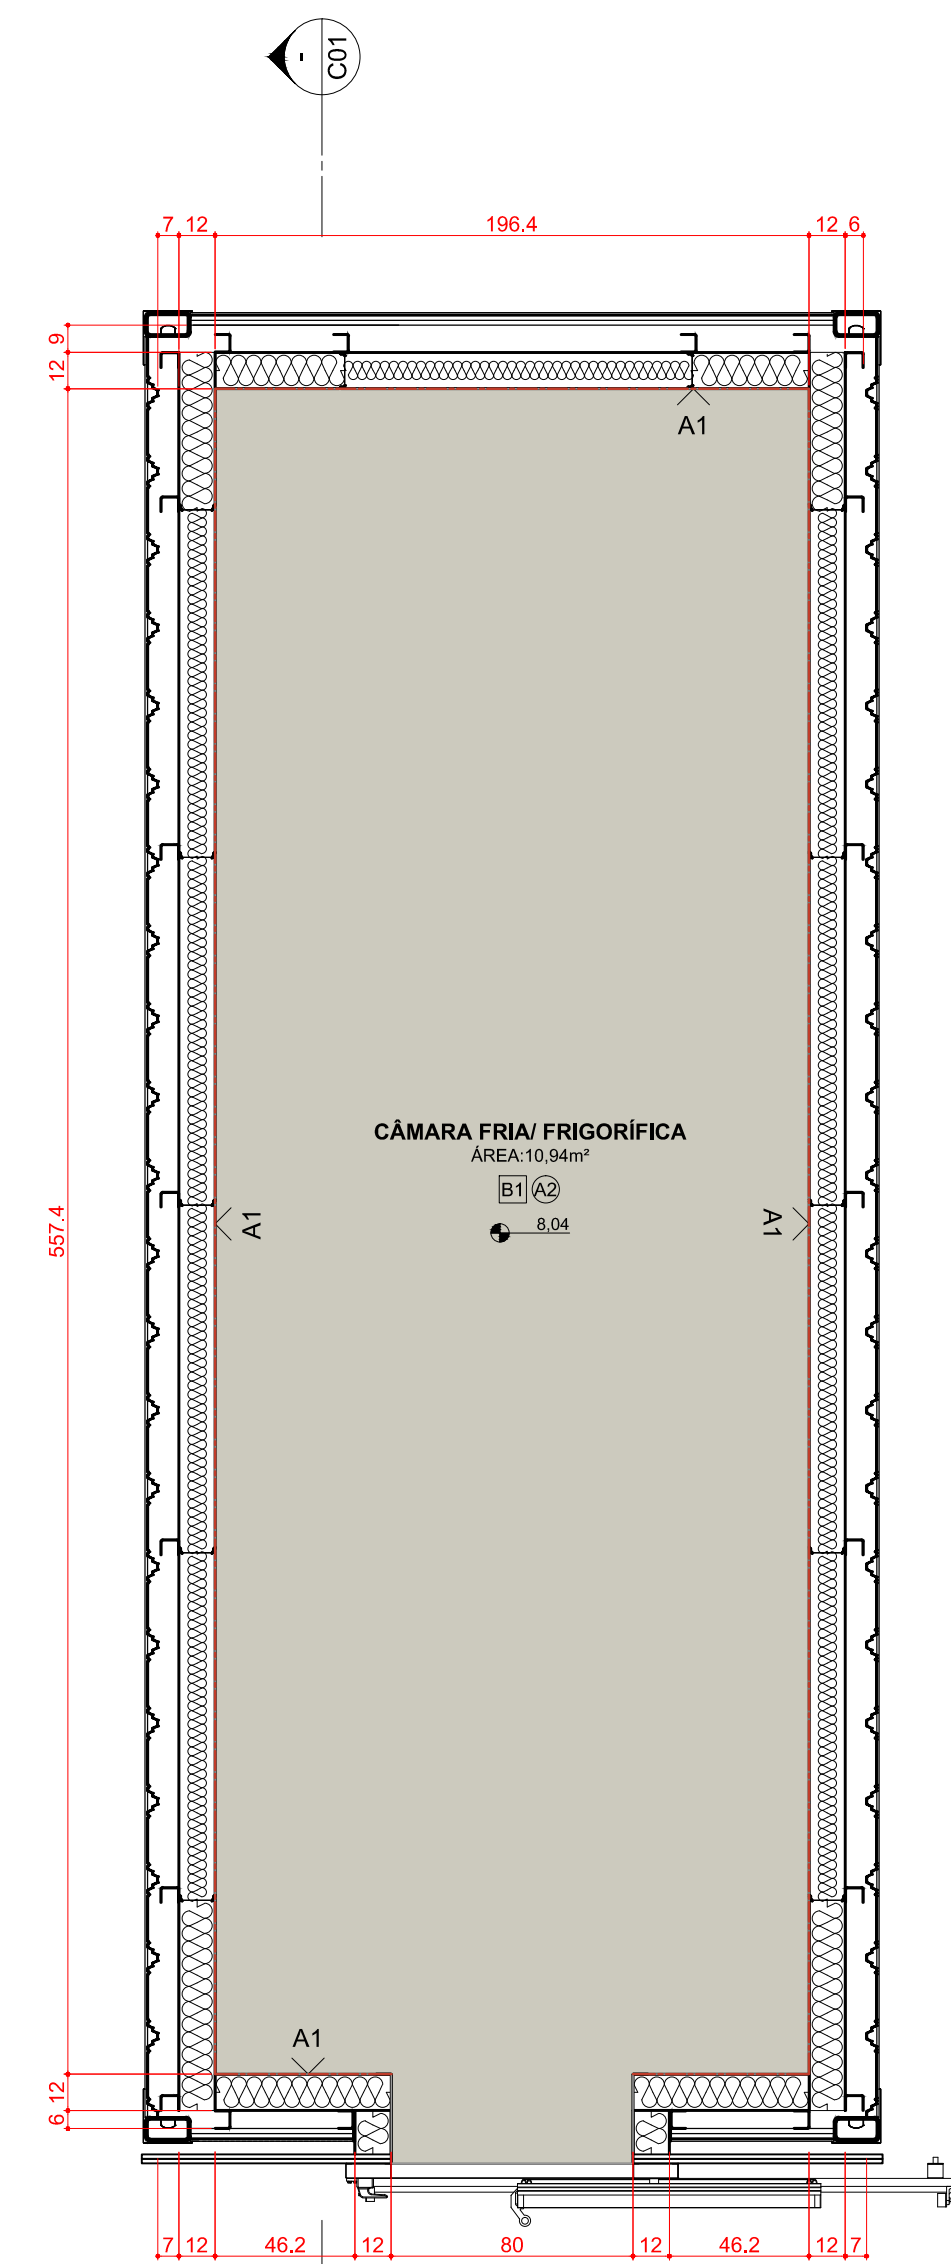 C01
-
7 12 196.4 12 6
9
12
A1
CÂMARA FRIA/ FRIGORÍFICA
ÁREA:10,94m²
B1 A2
8,04
A1
A1
557.4
A1
12
6
7 12 46.2 12 80 12 46.2 12 7